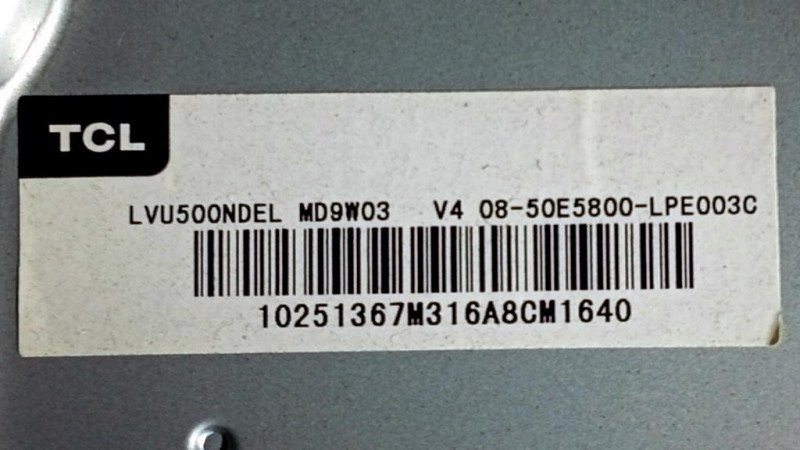 TCL
LVU500NDEL MD9W03 V4 08-50E5800-LPE003C
10251367M316A8CM1640